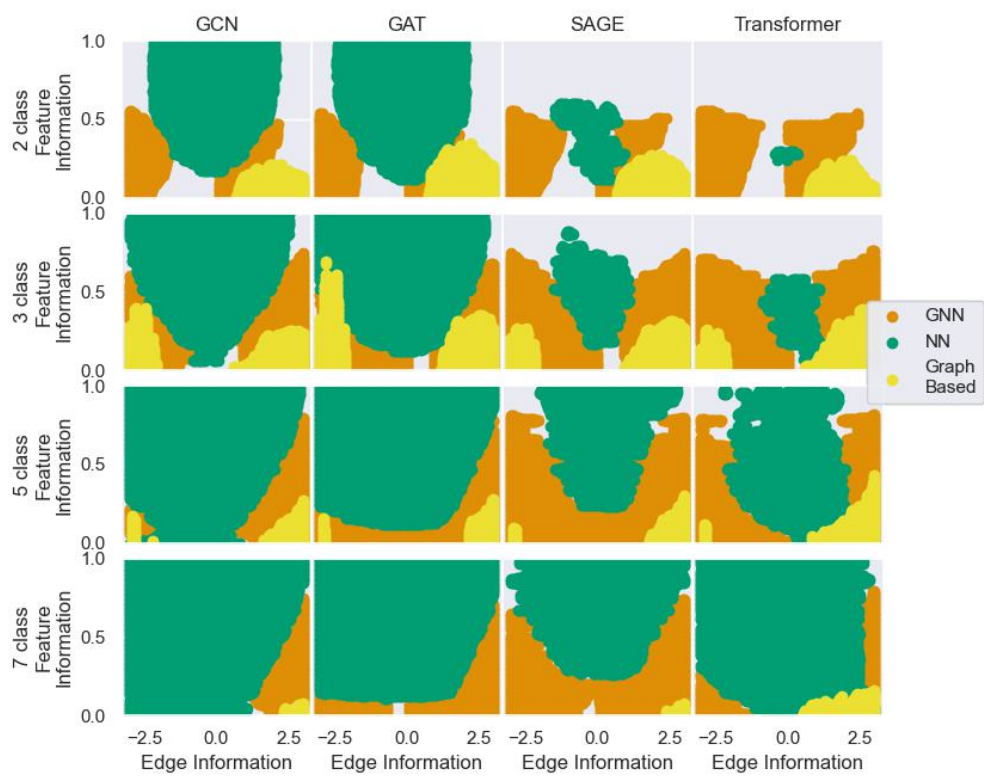 GCN GAT SAGE Transformer
2 class
Feature
Information
1.0
0.5
0.0
3 class
Feature
Information
1.0
0.5
0.0
5 class
Feature
Information
1.0
0.5
0.0
7 class
Feature
Information
1.0
0.5
0.0
GNN
NN
Graph
Based
−2.5 0.0 2.5 −2.5 0.0 2.5 −2.5 0.0 2.5 −2.5 0.0 2.5
Edge Information Edge Information Edge Information Edge Information